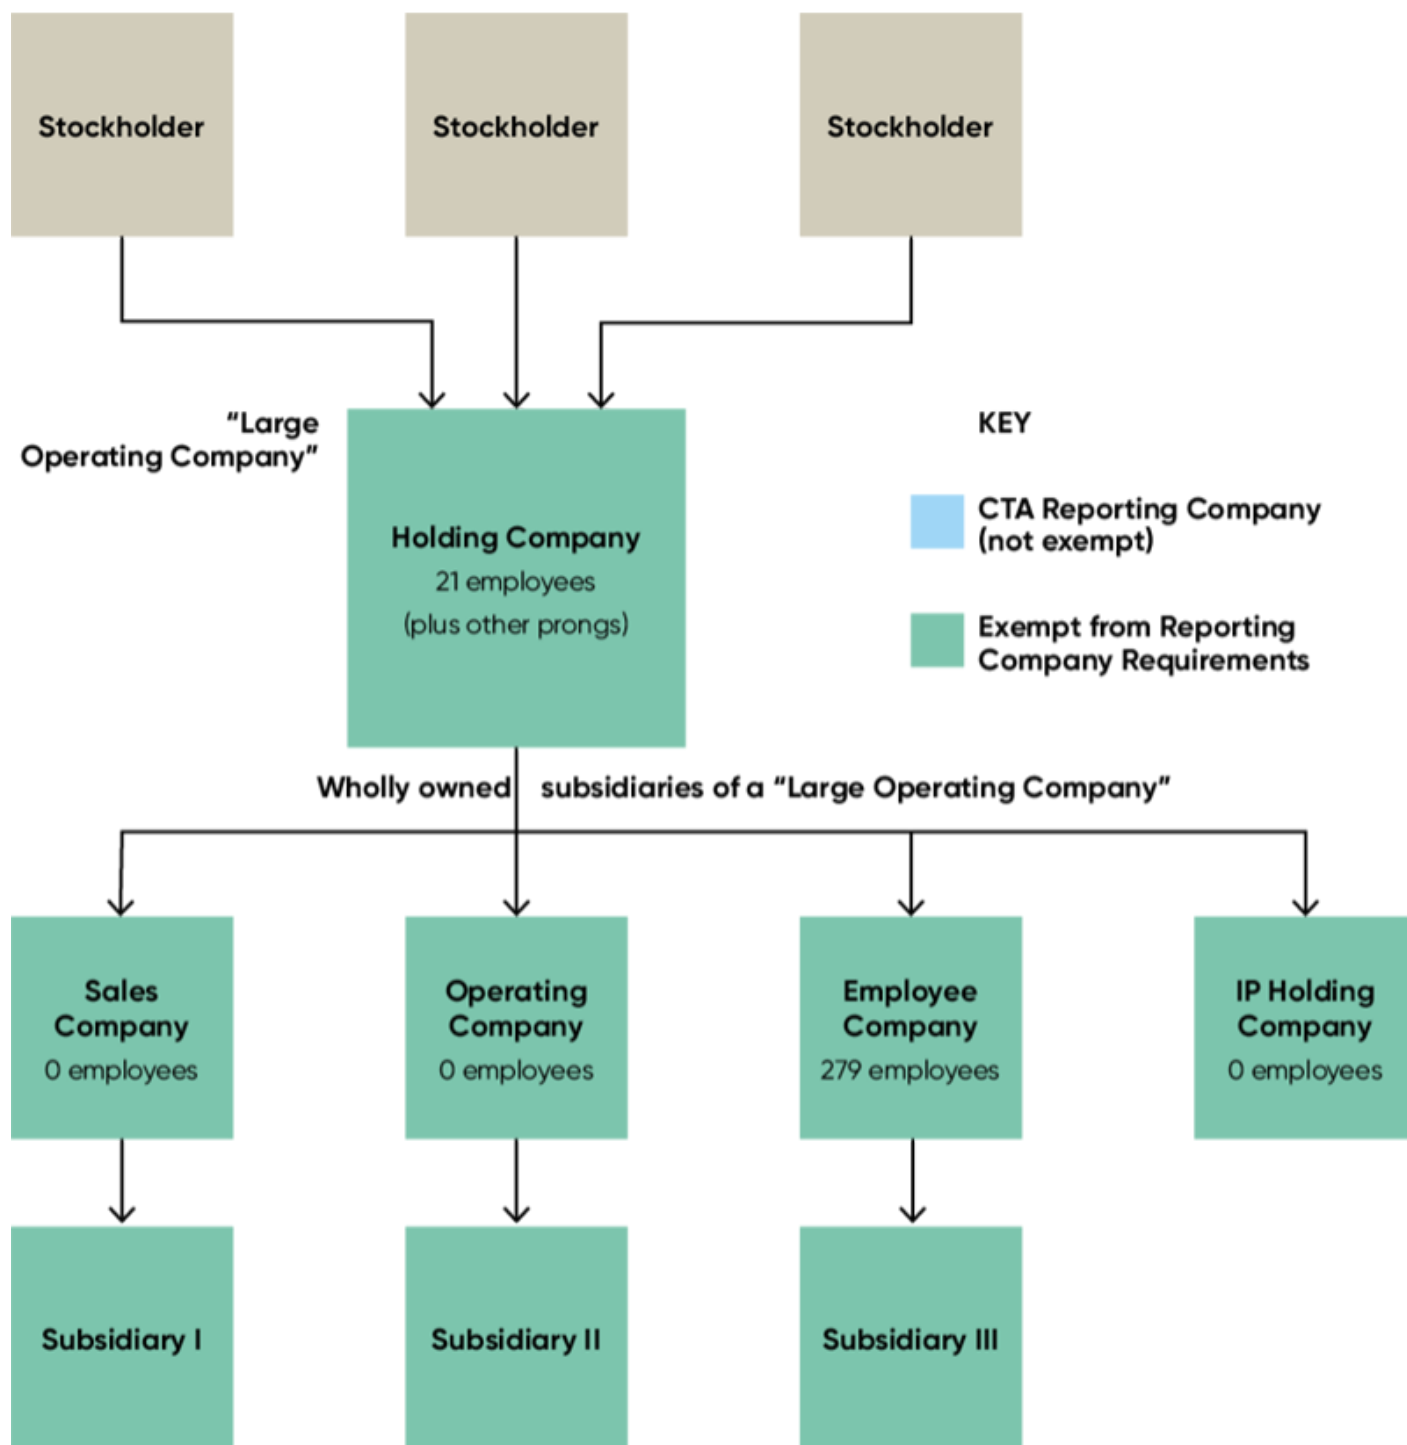 Stockholder
Stockholder
Stockholder
“Large
Operating Company”
Holding Company
21 employees
(plus other prongs)
KEY
CTA Reporting Company
(not exempt)
Exempt from Reporting
Company Requirements
Wholly owned subsidiaries of a “Large Operating Company”
Sales
Company
0 employees
Operating
Company
0 employees
Employee
Company
279 employees
IP Holding
Company
0 employees
Subsidiary I
Subsidiary II
Subsidiary III